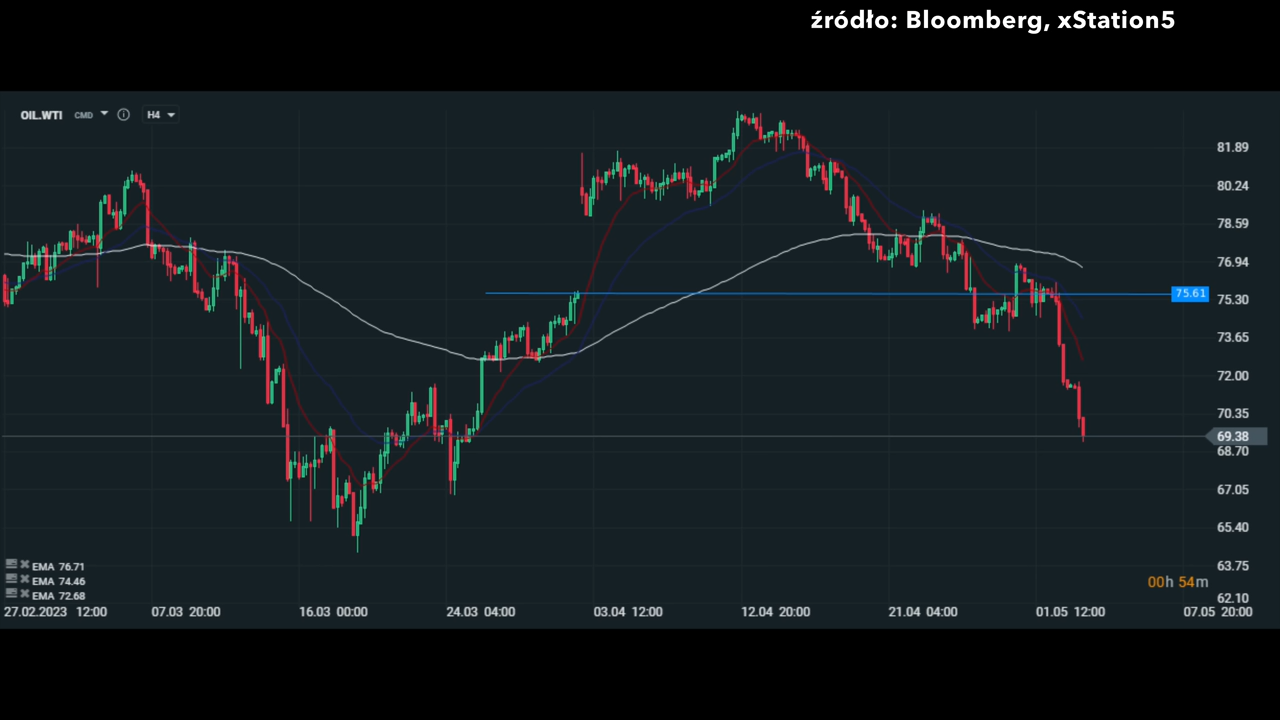 źródło: Bloomberg, xStation5
OIL.WTI CMD H4
81.89
80.24
78.59
76.94
75.61
75.30
73.65
72.00
70.35
69.38
68.70
67.05
65.40
63.75
62.10
EMA 76.71
EMA 74.46
EMA 72.68
00h 54m
27.02.2023 12:00 07.03 20:00 16.03 00:00 24.03 04:00 03.04 12:00 12.04 20:00 21.04 04:00 01.05 12:00 07.05 20:00